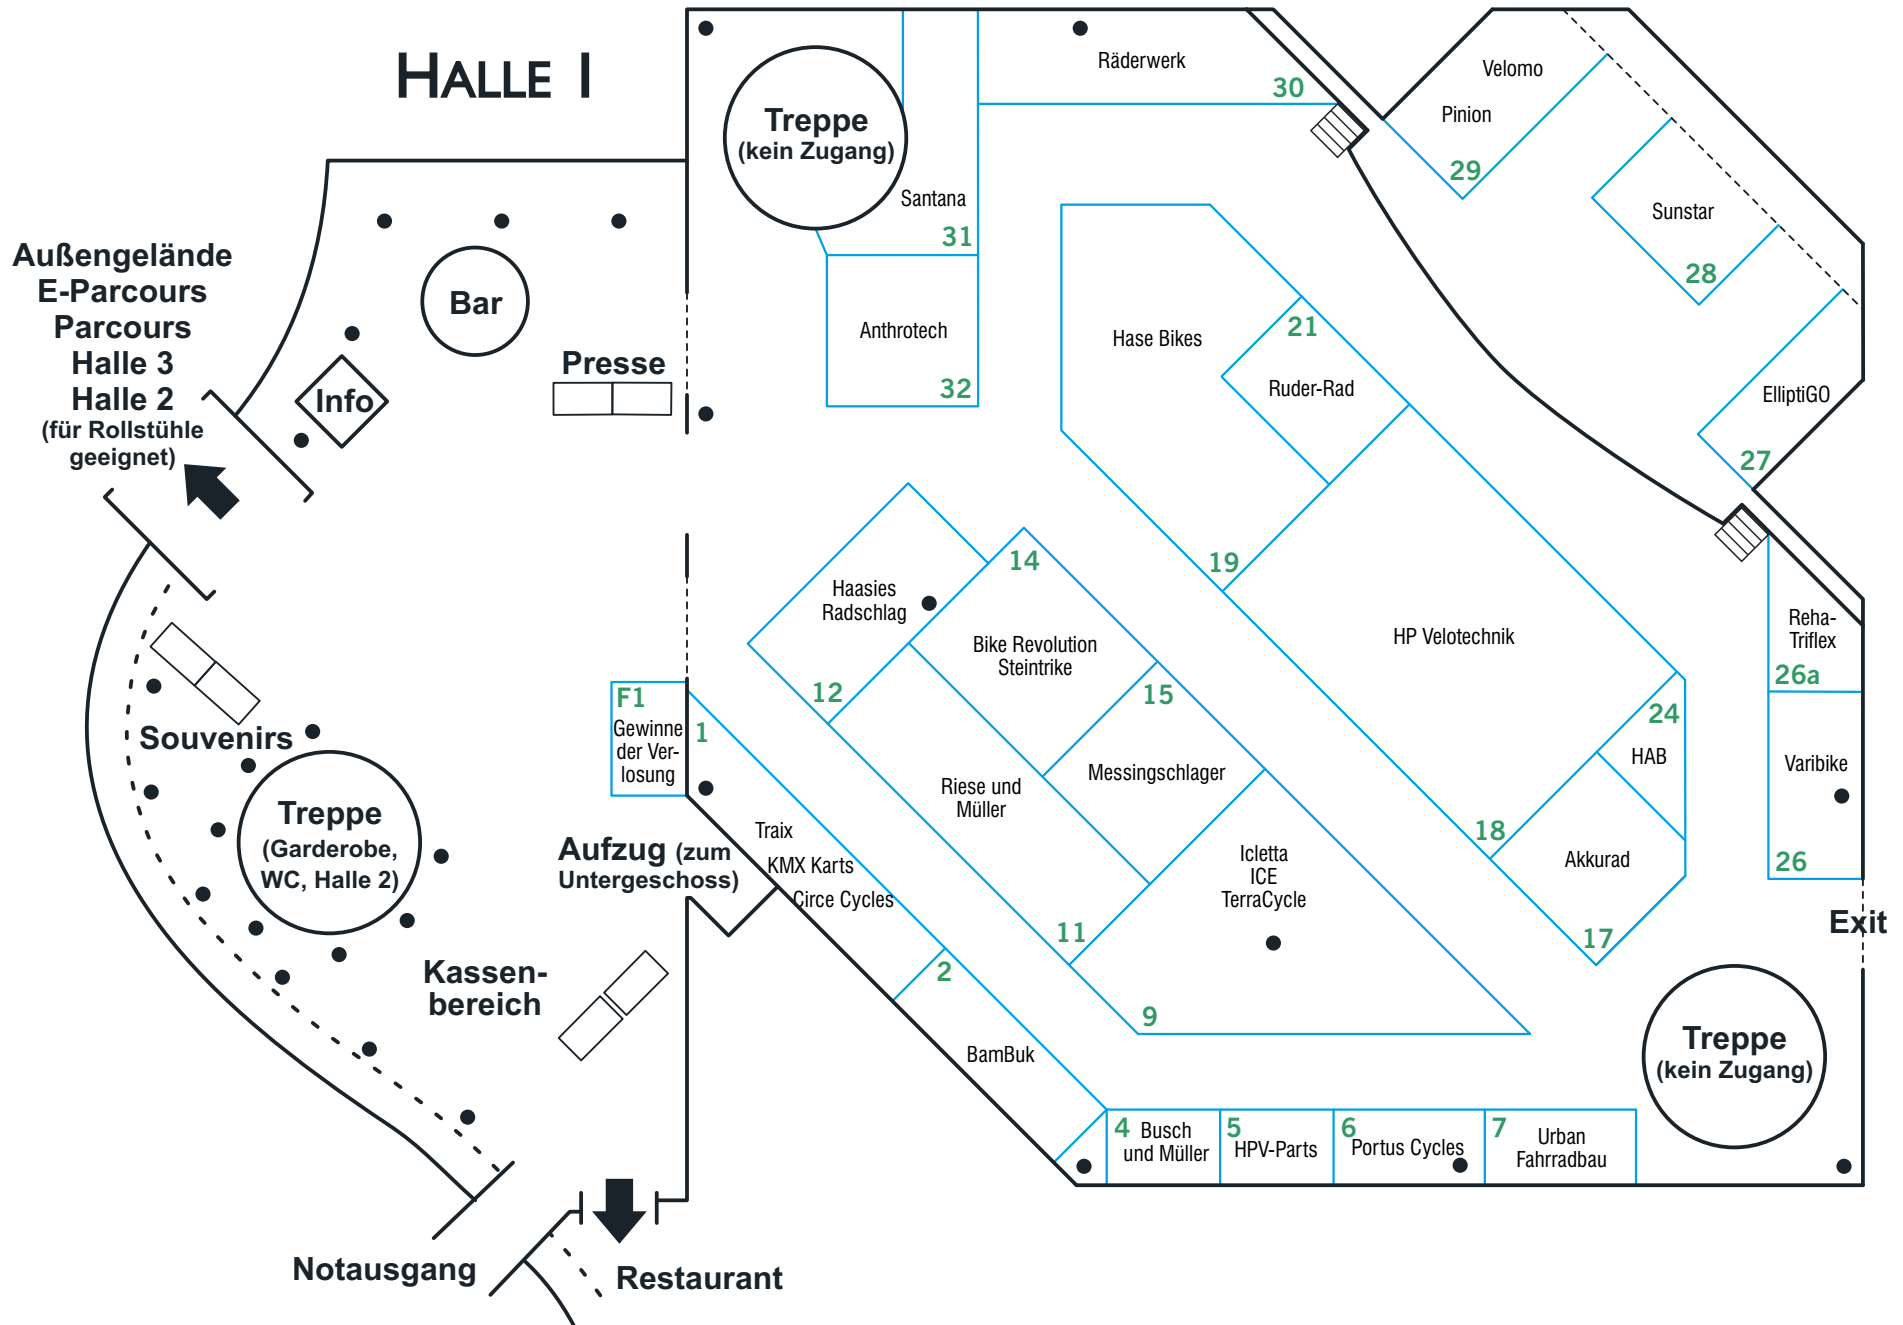 HALLE I
Außengelände
E-Parcours
Parcours
Halle 3
Halle 2
(für Rollstühle
geeignet)
Bar
Info
Presse
Treppe
(kein Zugang)
Santana
31
Anthrotech
32
Räderwerk
30
Velomo
Pinion
29
Sunstar
28
ElliptiGO
27
Hase Bikes
19
21
Ruder-Rad
HP Velotechnik
18
24
HAB
Akkurad
17
Reha-
Triflex
26a
Varibike
26
Exit
Haasies
Radschlag
12
14
Bike Revolution
Steintrike
15
Messingschlager
Riese und
Müller
11
Icletta
ICE
TerraCycle
9
F1
Gewinne
der Ver-
losung
1
Traix
KMX Karts
Circe Cycles
2
BamBuk
4
Busch
und Müller
5
HPV-Parts
6
Portus Cycles
7
Urban
Fahrradbau
Treppe
(kein Zugang)
Souvenirs
Treppe
(Garderobe,
WC, Halle 2)
Aufzug (zum
Untergeschoss)
Kassen-
bereich
Notausgang
Restaurant